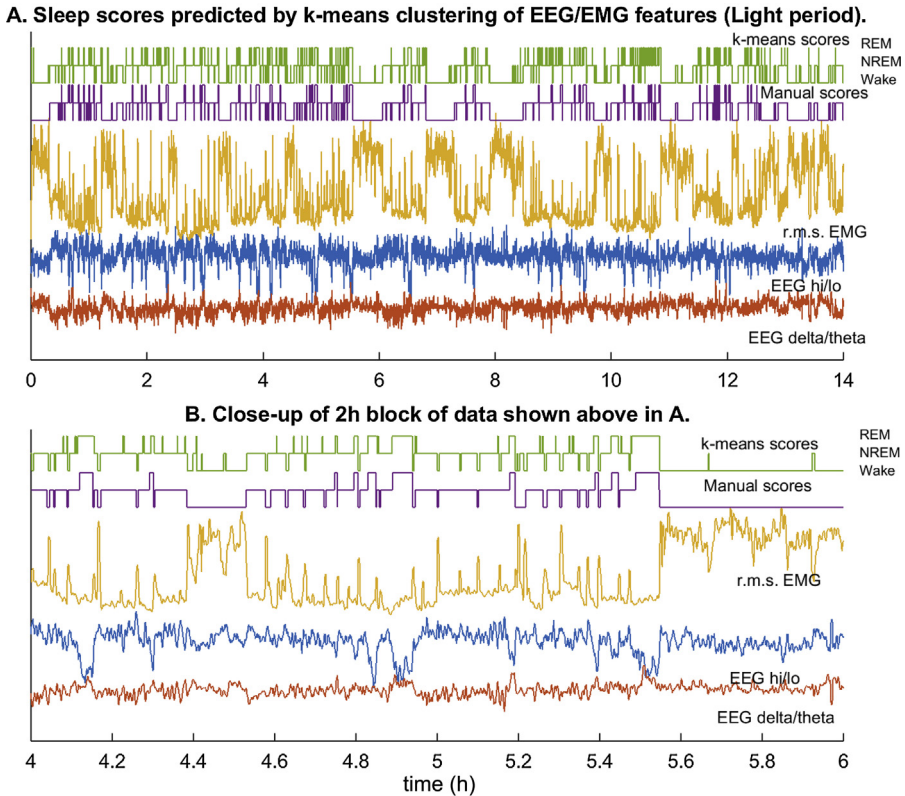 A. Sleep scores predicted by k-means clustering of EEG/EMG features (Light period).
k-means scores
REM
NREM
Wake
Manual scores
r.m.s. EMG
EEG hi/lo
EEG delta/theta
0 2 4 6 8 10 12 14
B. Close-up of 2h block of data shown above in A.
k-means scores
REM
NREM
Wake
Manual scores
r.m.s. EMG
EEG hi/lo
EEG delta/theta
4 4.2 4.4 4.6 4.8 5 5.2 5.4 5.6 5.8 6
time (h)